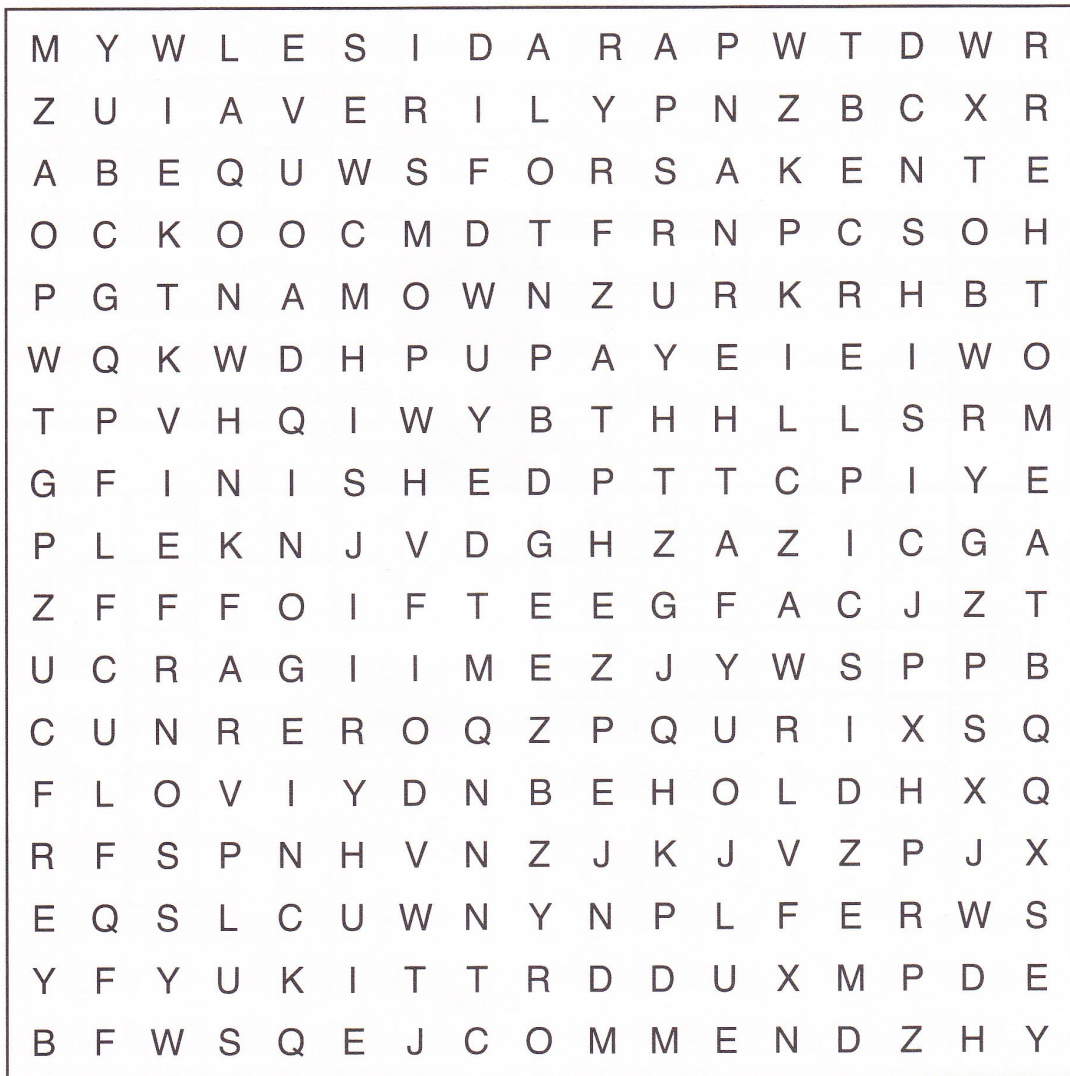 M Y W L E S I D A R A P W T D W R
Z U I A V E R I L Y P N Z B C X R
A B E Q U W S F O R S A K E N T E
O C K O O C M D T F R N P C S O H
P G T N A M O W N Z U R K R H B T
W Q K W D H P U P A Y E I E I W O
T P V H Q I W Y B T H H L L S R M
G F I N I S H E D P T T C P I Y E
P L E K N J V D G H Z A Z I C G A
Z F F F O I F T E E G F A C J Z T
U C R A G I I M E Z J Y W S P P B
C U N R E R O Q Z P Q U R I X S Q
F L O V I Y D N B E H O L D H X Q
R F S P N H V N Z J K J V Z P J X
E Q S L C U W N Y N P L F E R W S
Y F Y U K I T T R D D U X M P D E
B F W S Q E J C O M M E N D Z H Y